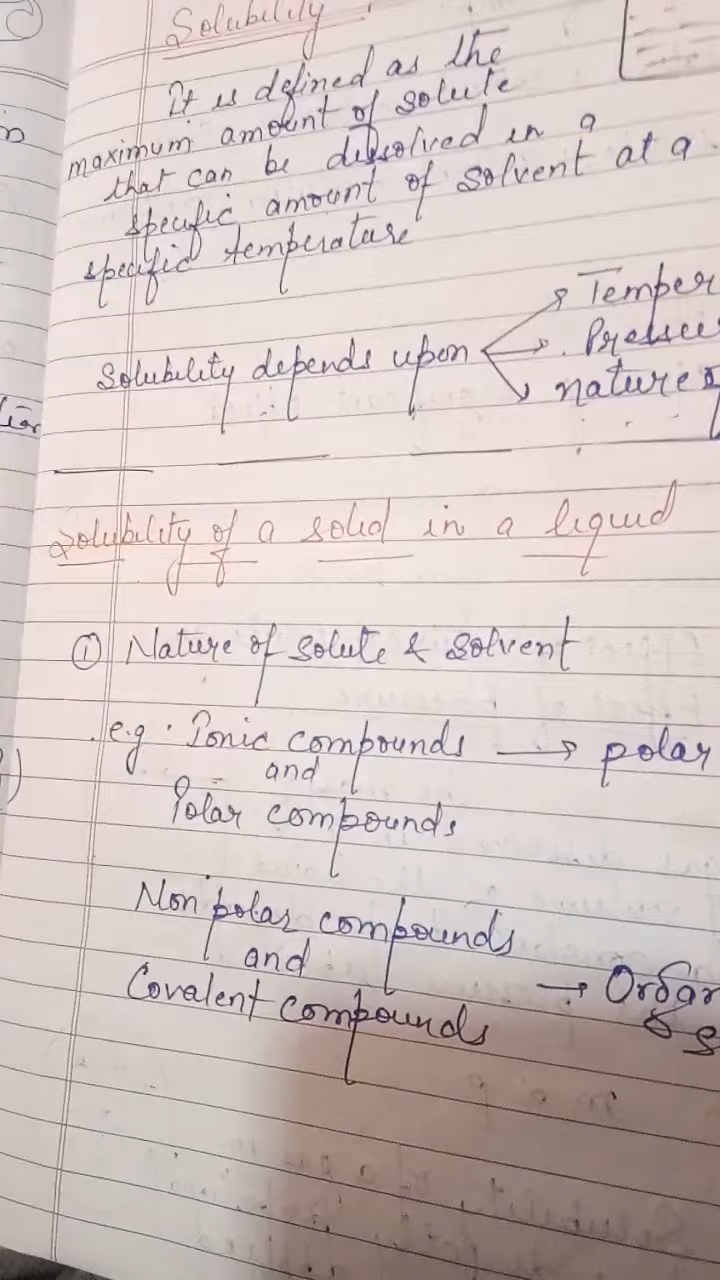 Solubility :
It is defined as the
maximum amount of solute
that can be dissolved in a
specific amount of solvent at a
specific temperature
Temper
Solubility depends upon → Pressu
nature
Solubility of a solid in a liquid
① Nature of solute & solvent
e.g. Ionic compounds → polar
and
Polar compounds
Non polar compounds
and → Organ
Covalent compounds